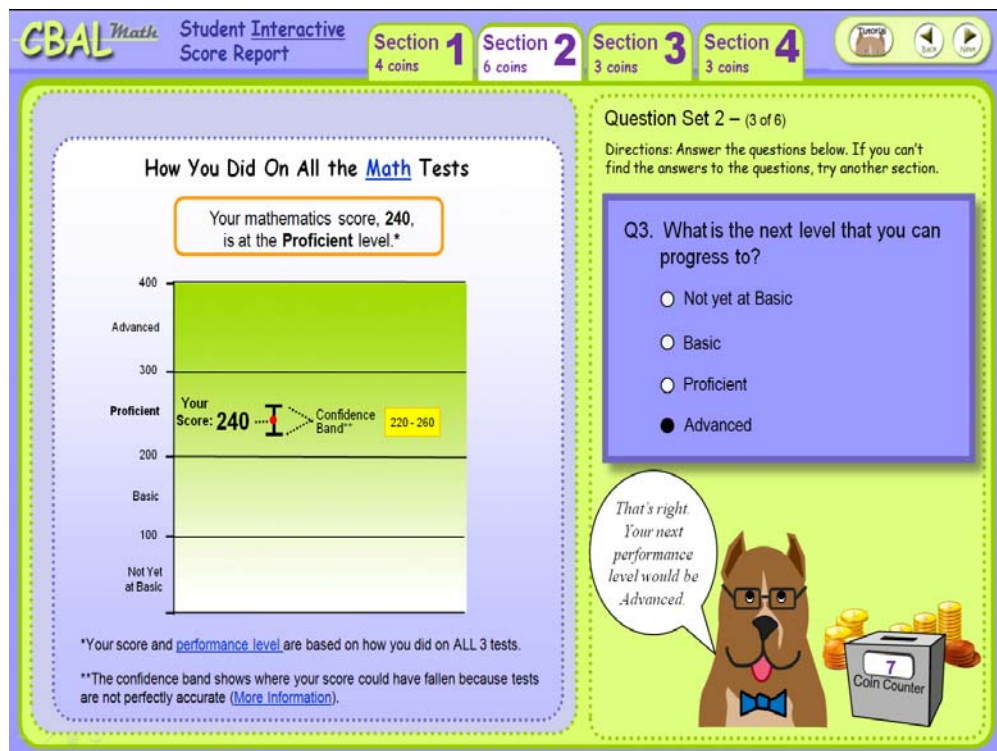 CBAL Math
Student Interactive
Score Report
Section 1
4 coins
Section 2
6 coins
Section 3
3 coins
Section 4
3 coins
Tutorial
Back
Next
How You Did On All the Math Tests
Your mathematics score, 240,
is at the Proficient level.*
400
Advanced
300
Proficient
Your
Score: 240
Confidence
Band**
220 - 260
200
Basic
100
Not Yet
at Basic
*Your score and performance level are based on how you did on ALL 3 tests.
**The confidence band shows where your score could have fallen because tests
are not perfectly accurate (More Information).
Question Set 2 – (3 of 6)
Directions: Answer the questions below. If you can't
find the answers to the questions, try another section.
Q3. What is the next level that you can
progress to?
Not yet at Basic
Basic
Proficient
Advanced
That's right.
Your next
performance
level would be
Advanced.
7
Coin Counter